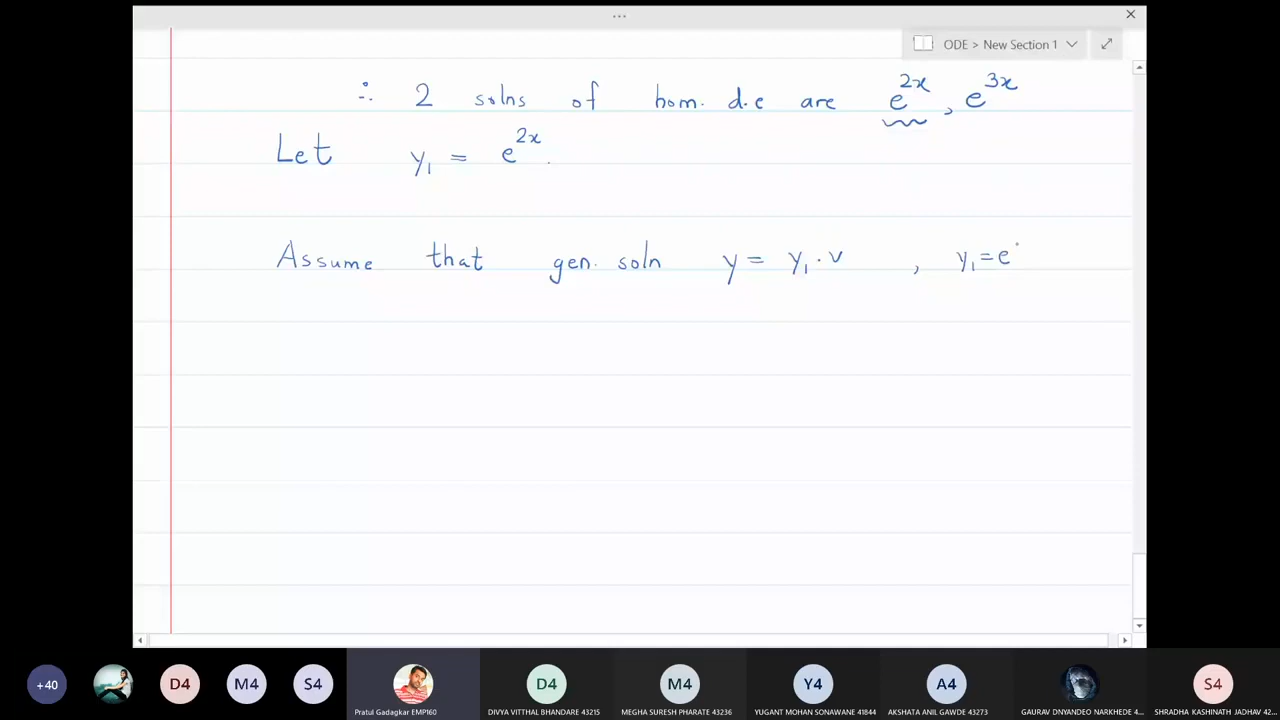 ODE > New Section 1
∴ 2 solns of hom. d.e are e^{2x}, e^{3x}
Let y₁ = e^{2x}.
Assume that gen. soln y = y₁ · v , y₁ = e
+40 D4 M4 S4 D4 M4 Y4 A4 S4
Pratul Gadagkar EMP160 DIVYA VITTHAL BHANDARE 43215 MEGHA SURESH PHARATE 43236 YUGANT MOHAN SONAWANE 41844 AKSHATA ANIL GAWDE 43273 GAURAV DNYANDEO NARKHEDE 4... SHRADHA KASHINATH JADHAV 42...